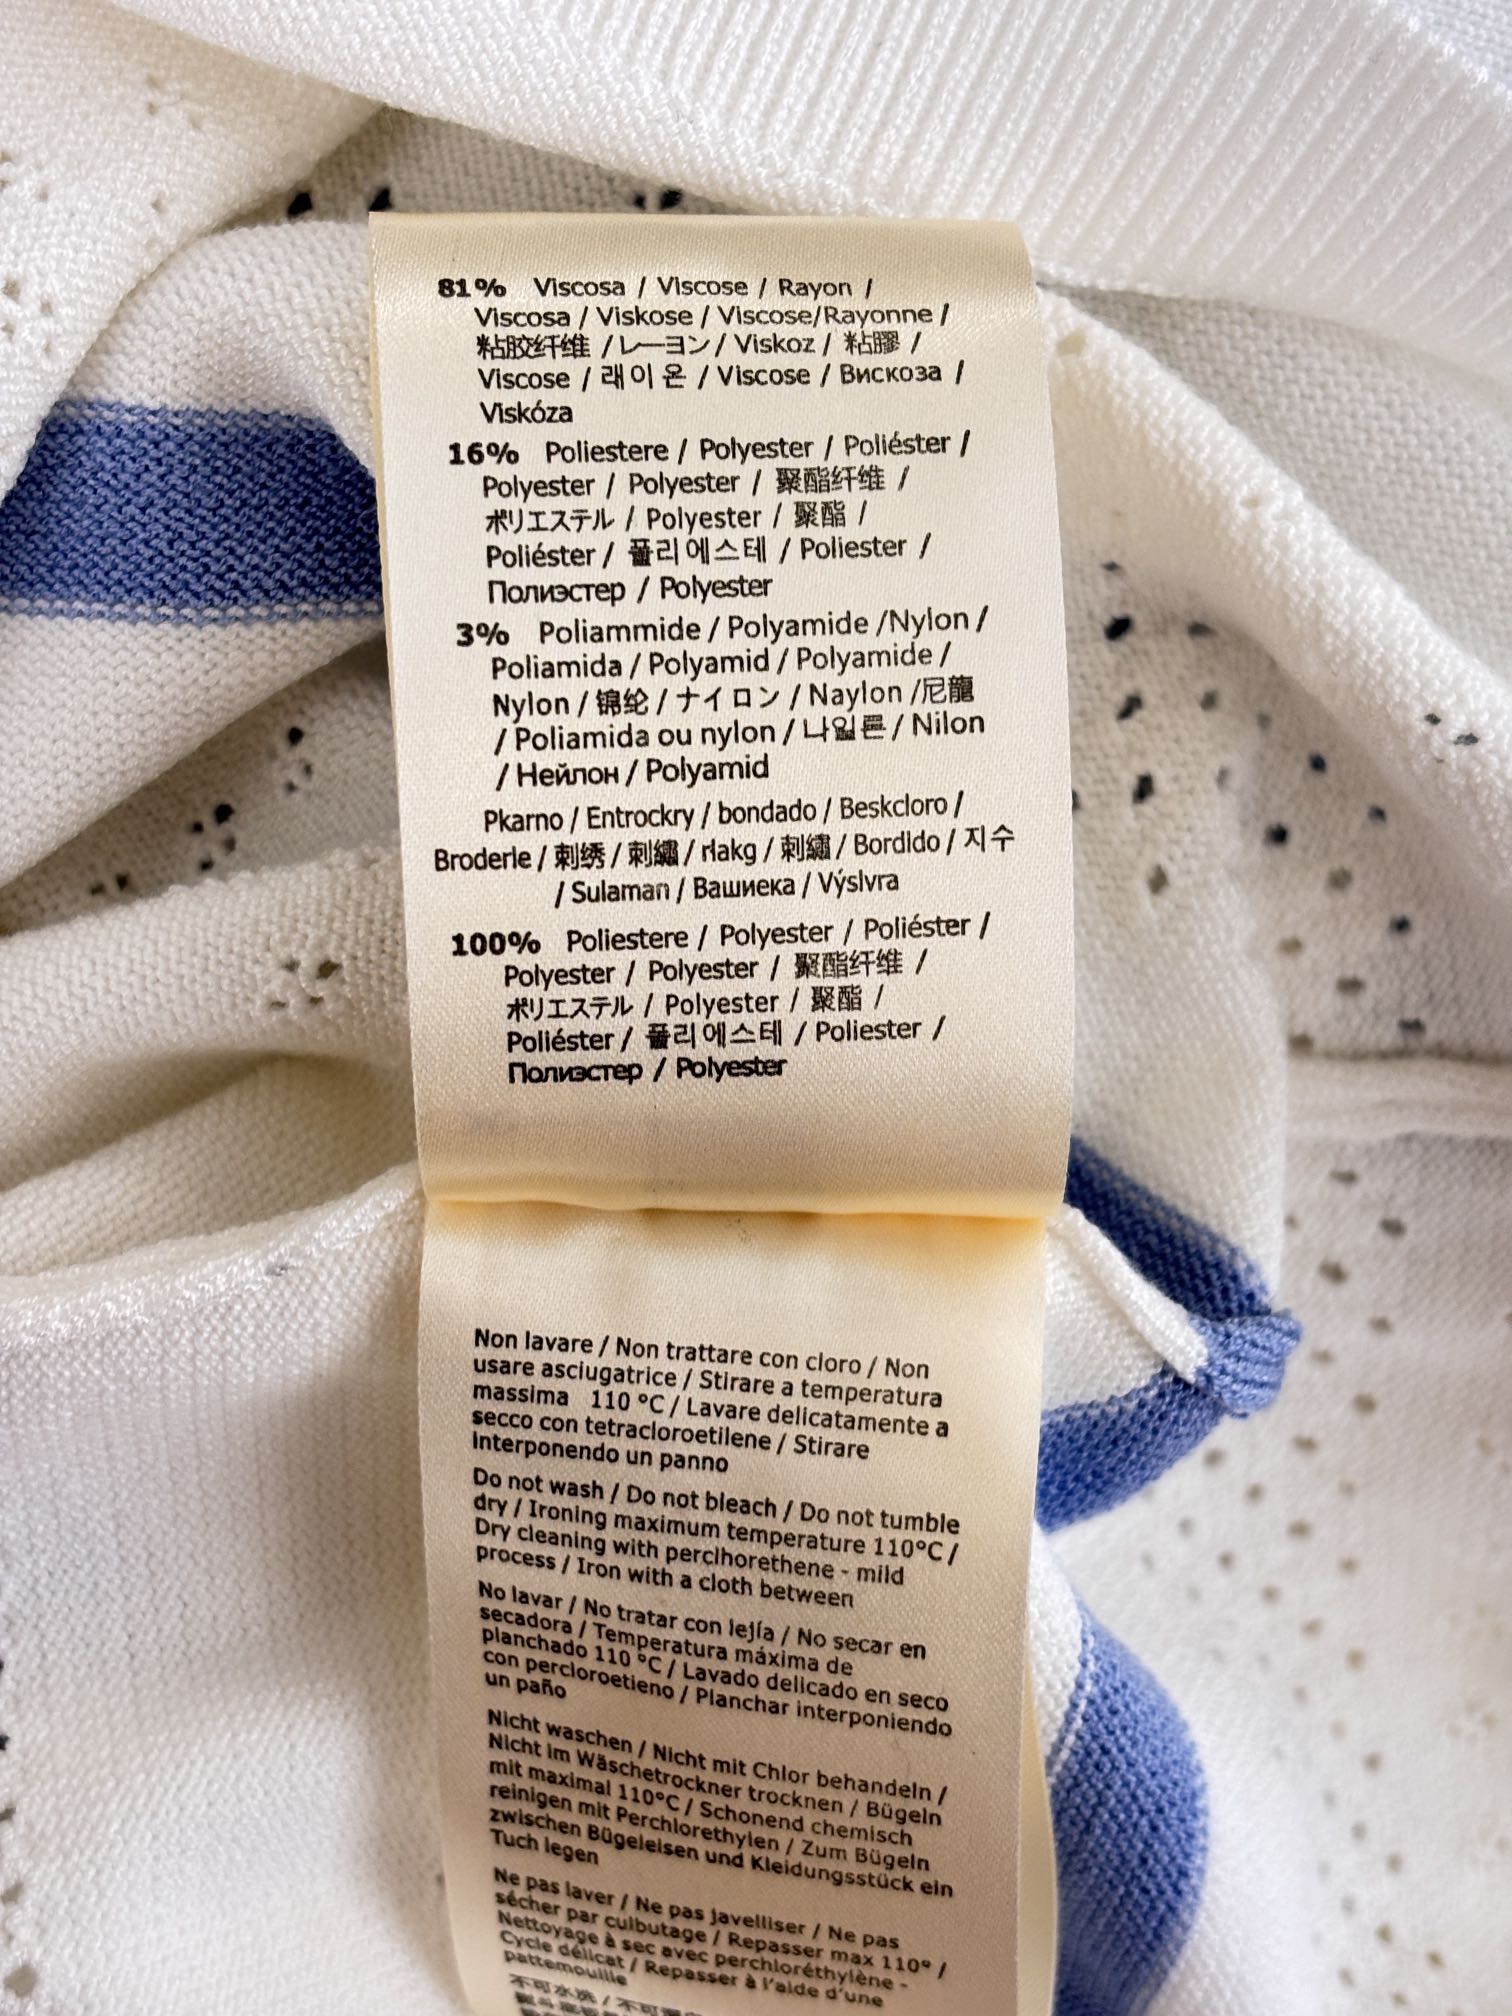 81% Viscosa / Viscose / Rayon /
Viscosa / Viskose / Viscose/Rayonne /
粘胶纤维 /レーヨン/ Viskoz / 粘膠 /
Viscose / 래이온 / Viscose / Вискоза /
Viskóza
16% Poliestere / Polyester / Poliéster /
Polyester / Polyester / 聚酯纤维 /
ポリエステル / Polyester / 聚酯 /
Poliéster / 폴리에스테 / Poliester /
Полиэстер / Polyester
3% Poliammide / Polyamide /Nylon /
Poliamida / Polyamid / Polyamide /
Nylon / 锦纶 / ナイロン / Naylon /尼龍
/ Poliamida ou nylon / 나일론 / Nilon
/ Нейлон / Polyamid
Pkarno / Entrockry / bondado / Beskcloro /
Broderle / 刺绣 / 刺繡 / rlakg / 刺繡 / Bordldo / 지수
/ Sulaman / Вашиека / Výslvra
100% Poliestere / Polyester / Poliéster /
Polyester / Polyester / 聚酯纤维 /
ポリエステル / Polyester / 聚酯 /
Poliéster / 폴리에스테 / Poliester /
Полиэстер / Polyester
Non lavare / Non trattare con cloro / Non
usare asciugatrice / Stirare a temperatura
massima 110 °C / Lavare delicatamente a
secco con tetracloroetilene / Stirare
interponendo un panno
Do not wash / Do not bleach / Do not tumble
dry / Ironing maximum temperature 110°C /
Dry cleaning with perclhorethene - mild
process / Iron with a cloth between
No lavar / No tratar con lejía / No secar en
secadora / Temperatura máxima de
planchado 110 °C / Lavado delicado en seco
con percloroetieno / Planchar interponiendo
un paño
Nicht waschen / Nicht mit Chlor behandeln /
Nicht im Wäschetrockner trocknen / Bügeln
mit maximal 110°C / Schonend chemisch
reinigen mit Perchlorethylen / Zum Bügeln
zwischen Bügeleisen und Kleidungsstück ein
Tuch legen
Ne pas laver / Ne pas javelliser / Ne pas
sécher par culbutage / Repasser max 110° /
Nettoyage à sec avec perchloréthylène -
Cycle délicat / Repasser à l'aide d'une
pattemouille
不可水洗 / 不可